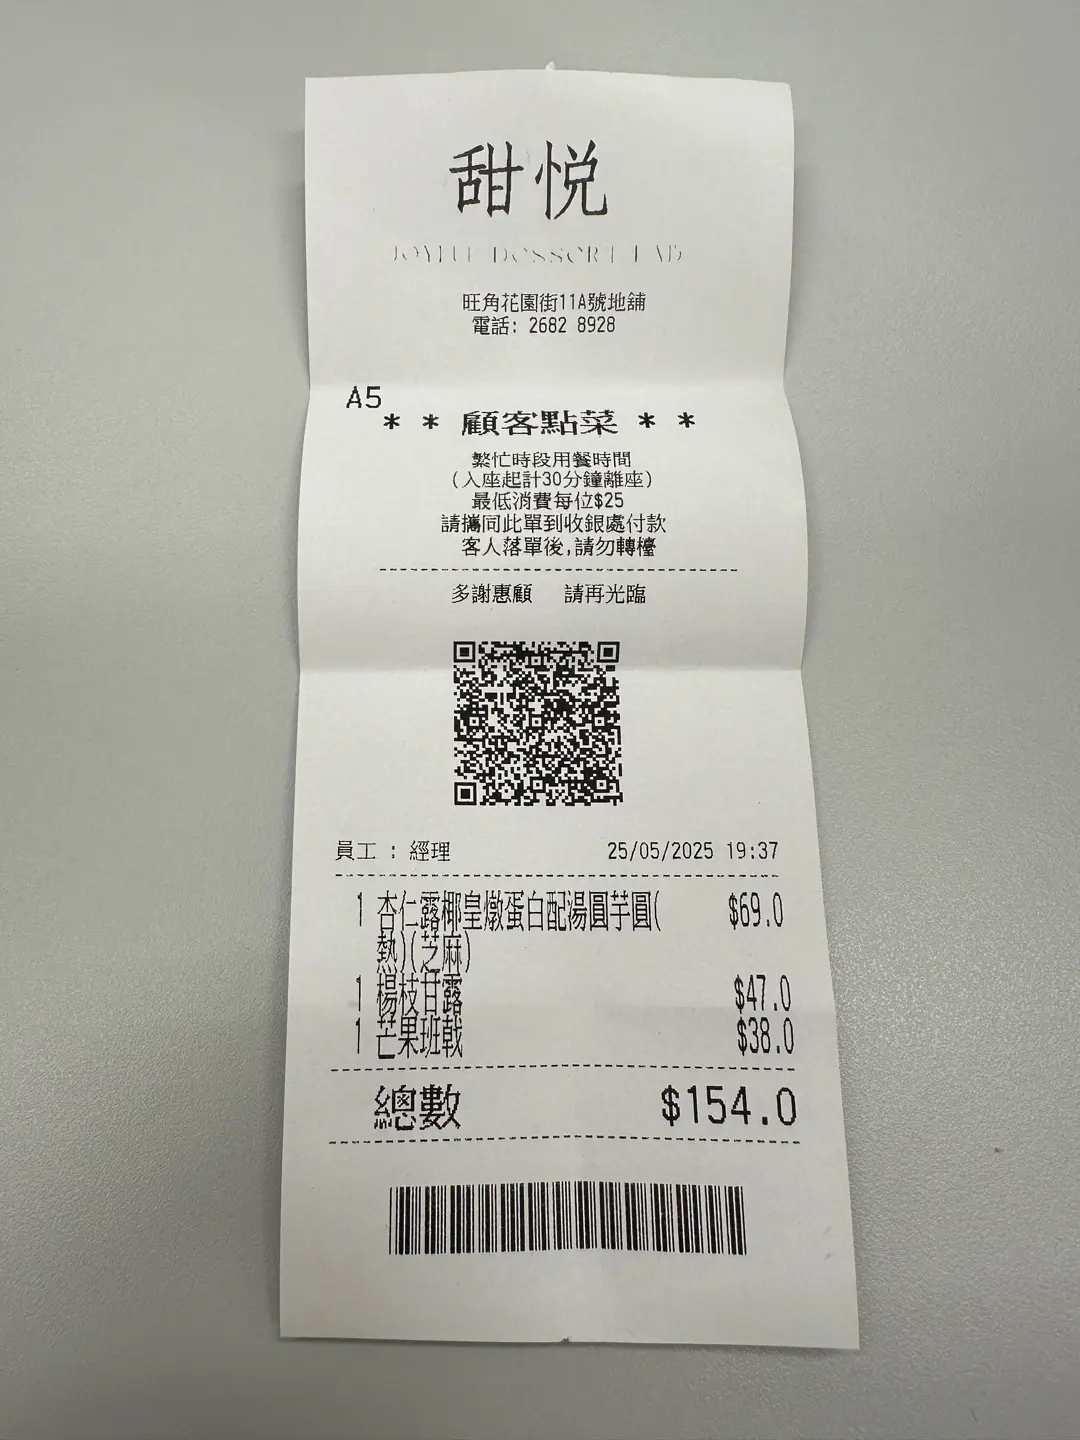 甜悦
旺角花園街11A號地舖
電話: 2682 8928
A5
* * 顧客點菜 * *
繁忙時段用餐時間
(入座起計30分鐘離座)
最低消費每位$25
請攜同此單到收銀處付款
客人落單後,請勿轉檯
多謝惠顧 請再光臨
員工 : 經理 25/05/2025 19:37
1 杏仁露椰皇燉蛋白配湯圓芋圓( $69.0
熱)(芝麻)
1 楊枝甘露 $47.0
1 芒果班戟 $38.0
總數 $154.0